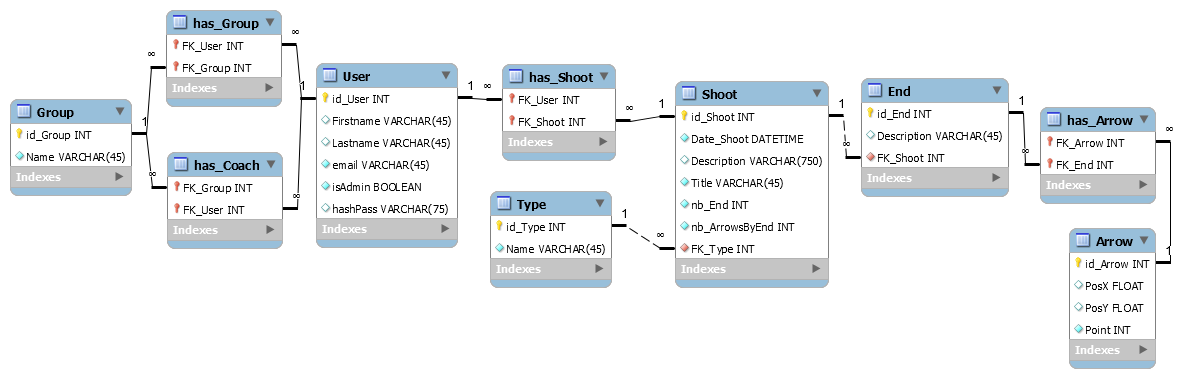 Group
id_Group INT
Name VARCHAR(45)
Indexes
1
∞
∞
has_Group
FK_User INT
FK_Group INT
Indexes
∞
has_Coach
FK_Group INT
FK_User INT
Indexes
∞
1
User
id_User INT
Firstname VARCHAR(45)
Lastname VARCHAR(45)
email VARCHAR(45)
isAdmin BOOLEAN
hashPass VARCHAR(75)
Indexes
1
∞
has_Shoot
FK_User INT
FK_Shoot INT
Indexes
∞
1
Type
id_Type INT
Name VARCHAR(45)
Indexes
1
∞
Shoot
id_Shoot INT
Date_Shoot DATETIME
Description VARCHAR(750)
Title VARCHAR(45)
nb_End INT
nb_ArrowsByEnd INT
FK_Type INT
Indexes
1
∞
End
id_End INT
Description VARCHAR(45)
FK_Shoot INT
Indexes
1
∞
has_Arrow
FK_Arrow INT
FK_End INT
Indexes
∞
1
Arrow
id_Arrow INT
PosX FLOAT
PosY FLOAT
Point INT
Indexes